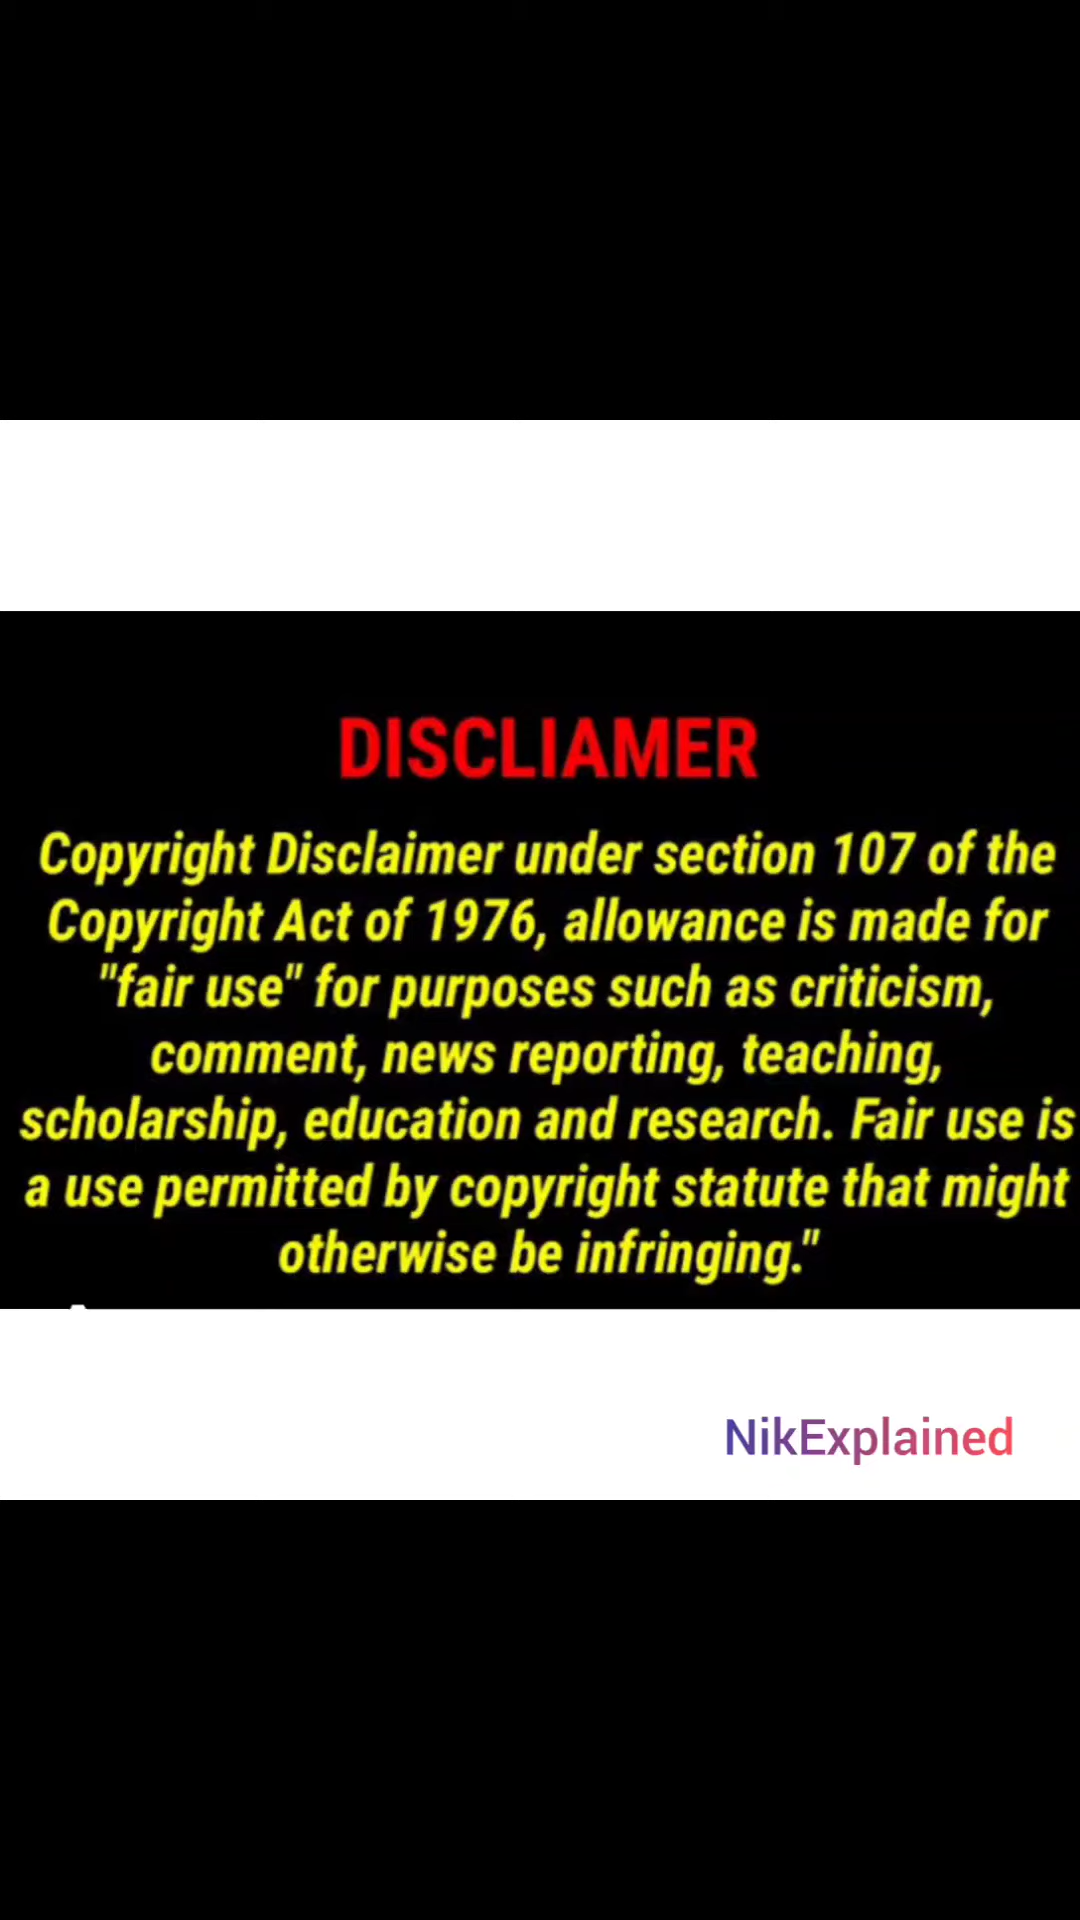 DISCLIAMER
Copyright Disclaimer under section 107 of the
Copyright Act of 1976, allowance is made for
"fair use" for purposes such as criticism,
comment, news reporting, teaching,
scholarship, education and research. Fair use is
a use permitted by copyright statute that might
otherwise be infringing."
NikExplained